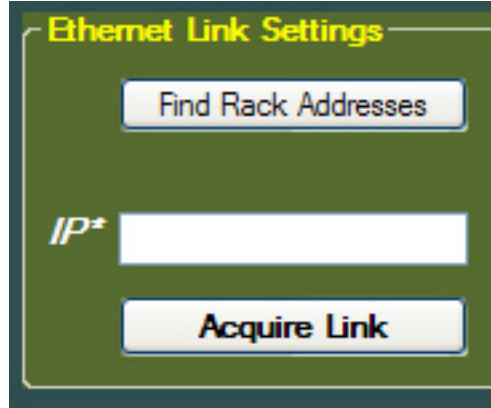 Ethernet Link Settings
Find Rack Addresses
IP*
Acquire Link